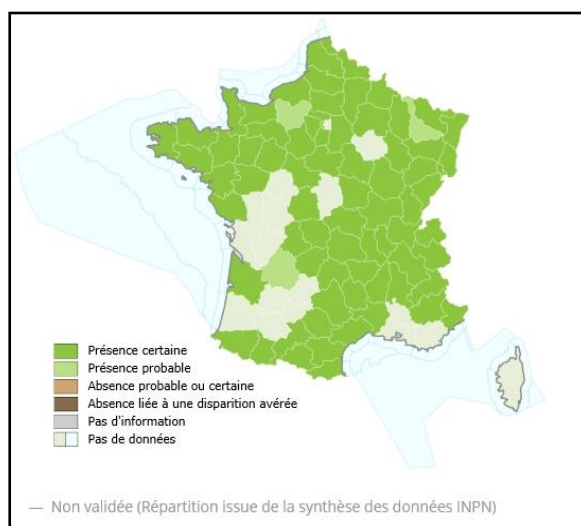 Présence certaine
Présence probable
Absence probable ou certaine
Absence liée à une disparition avérée
Pas d'information
Pas de données
— Non validée (Répartition issue de la synthèse des données INPN)